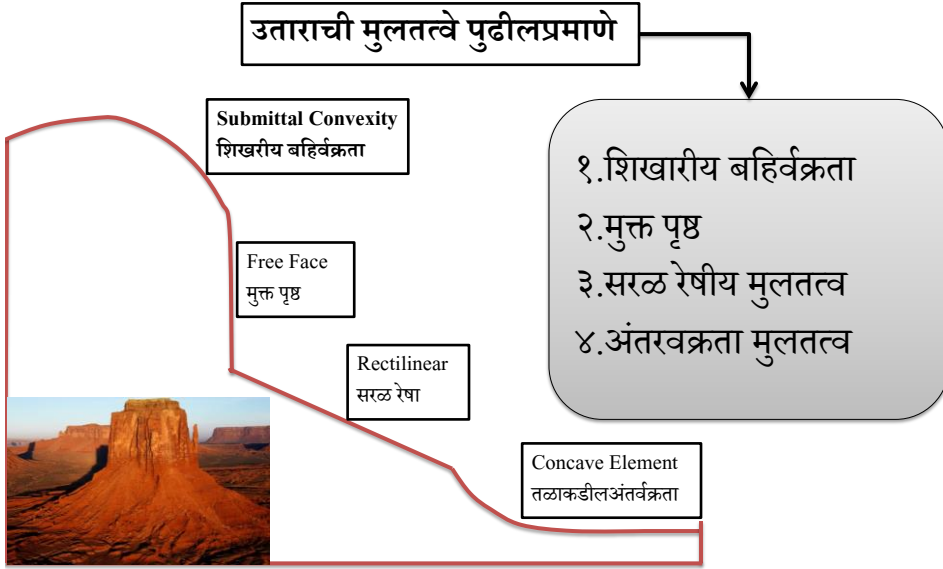 उताराची मुलतत्वे पुढीलप्रमाणे
Submittal Convexity
शिखरीय बहिर्वक्रता
Free Face
मुक्त पृष्ठ
Rectilinear
सरळ रेषा
Concave Element
तळाकडीलअंतर्वक्रता
१.शिखारीय बहिर्वक्रता
२.मुक्त पृष्ठ
३.सरळ रेषीय मुलतत्व
४.अंतरवक्रता मुलतत्व